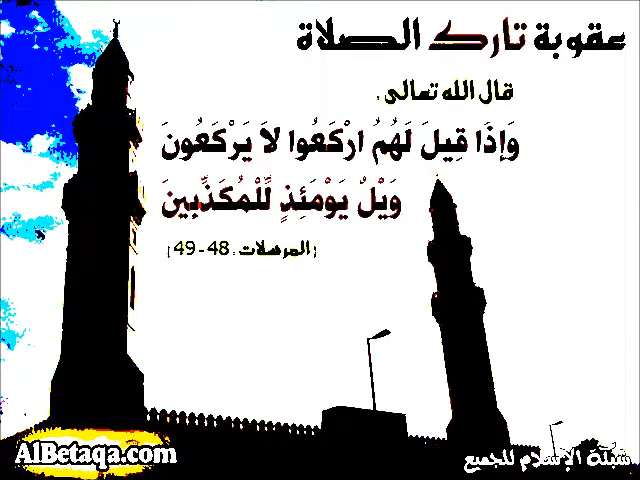 عقوبة تارك الصلاة
قال الله تعالى :
وَإِذَا قِيلَ لَهُمُ ارْكَعُوا لاَ يَرْكَعُونَ
وَيْلٌ يَوْمَئِذٍ لِّلْمُكَذِّبِينَ
[المرسلات : 48 - 49]
AlBetaqa.com
شبكة الإسلام للجميع